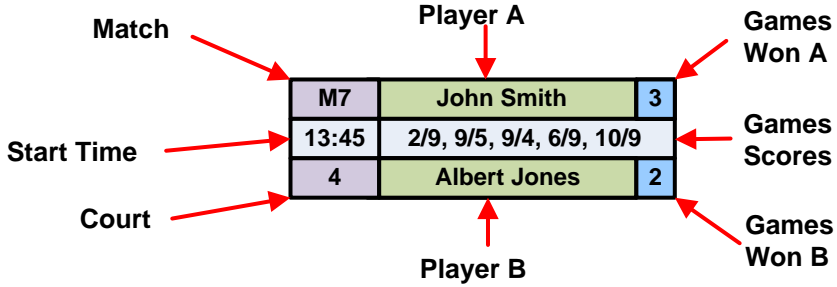 Player A
Match
Games
Won A
M7 John Smith 3
Start Time
13:45 2/9, 9/5, 9/4, 6/9, 10/9
Games
Scores
4 Albert Jones 2
Court
Games
Won B
Player B